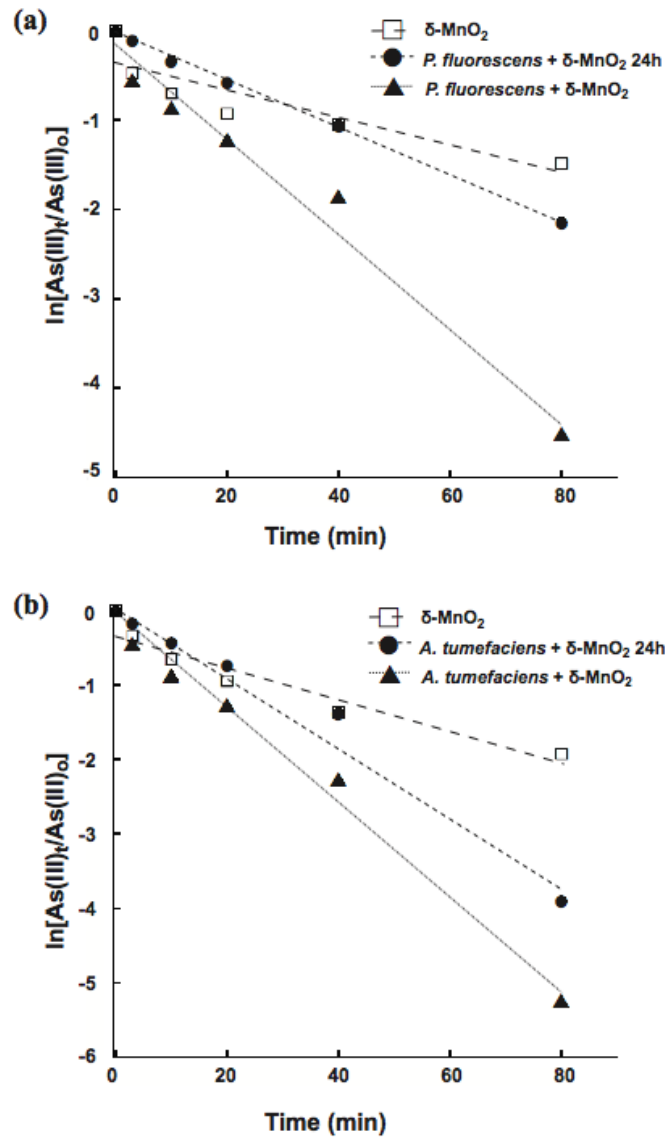 (a)
δ-MnO₂
P. fluorescens + δ-MnO₂ 24h
P. fluorescens + δ-MnO₂
0
-1
-2
-3
-4
-5
ln[As(III)t/As(III)o]
0 20 40 60 80
Time (min)
(b)
δ-MnO₂
A. tumefaciens + δ-MnO₂ 24h
A. tumefaciens + δ-MnO₂
0
-1
-2
-3
-4
-5
-6
ln[As(III)t/As(III)o]
0 20 40 60 80
Time (min)